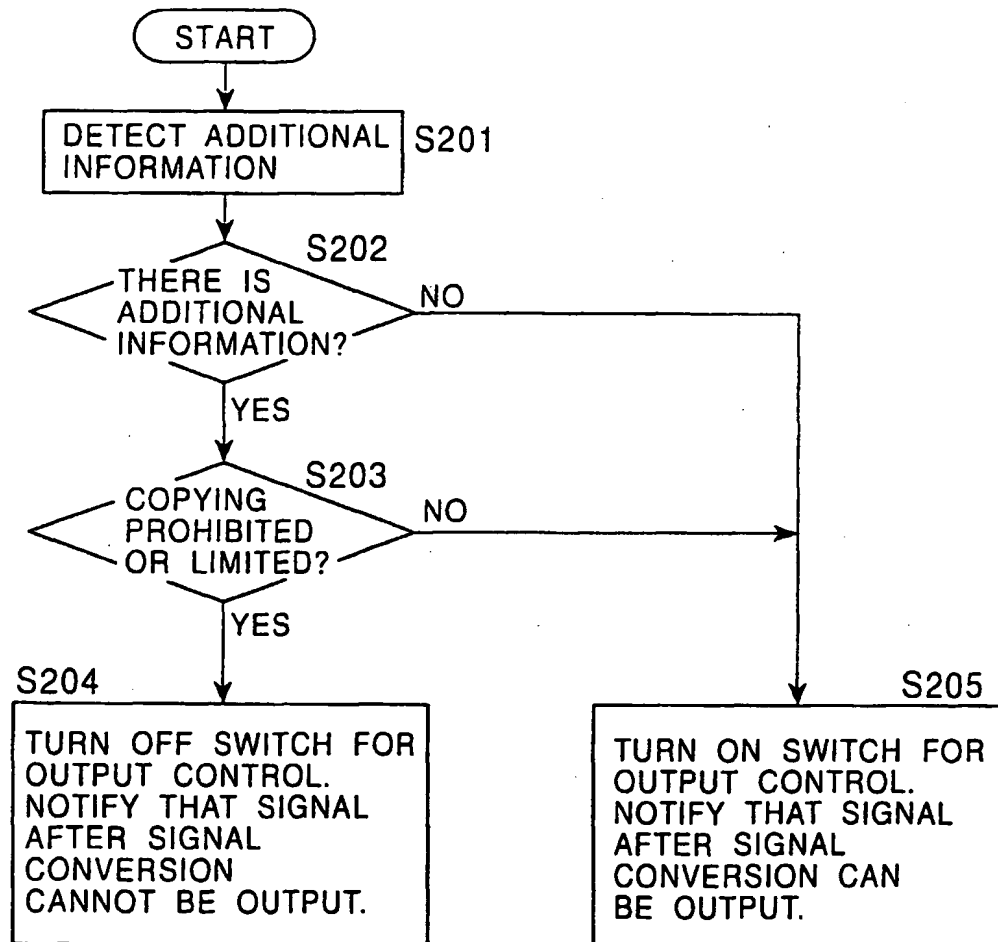 START
DETECT ADDITIONAL
INFORMATION
S201
S202
THERE IS
ADDITIONAL
INFORMATION?
NO
YES
S203
COPYING
PROHIBITED
OR LIMITED?
NO
YES
S204
TURN OFF SWITCH FOR
OUTPUT CONTROL.
NOTIFY THAT SIGNAL
AFTER SIGNAL
CONVERSION
CANNOT BE OUTPUT.
S205
TURN ON SWITCH FOR
OUTPUT CONTROL.
NOTIFY THAT SIGNAL
AFTER SIGNAL
CONVERSION CAN
BE OUTPUT.